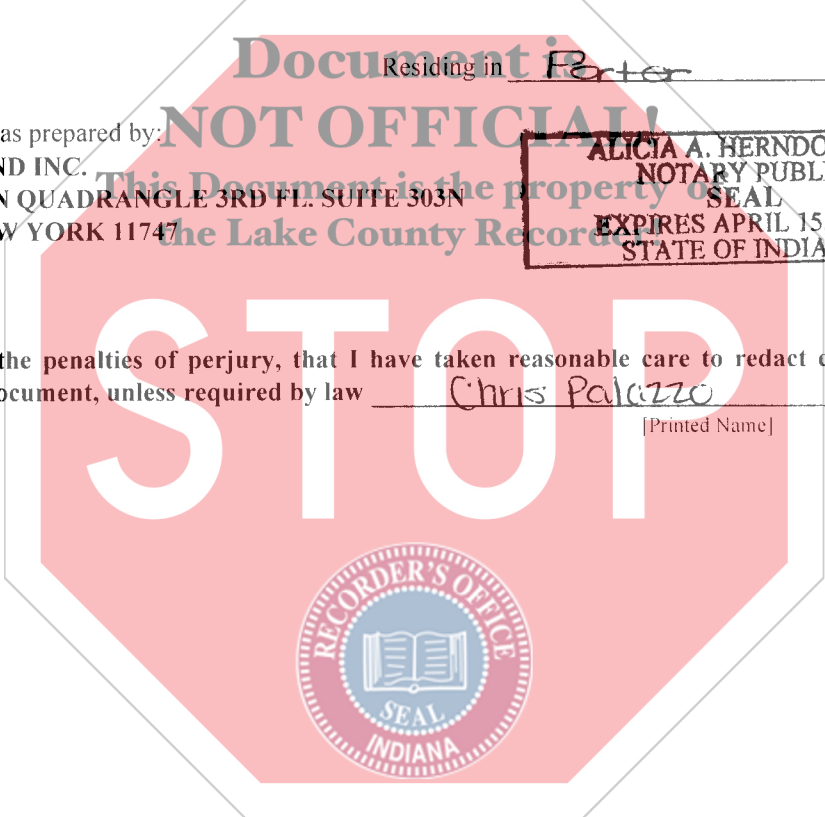 Document is
Residing in Porter
NOT OFFICIAL!
as prepared by:
ND INC.
N QUADRANGLE 3RD FL. SUITE 303N
W YORK 11747
This Document is the property of
the Lake County Recorder!
ALICIA A. HERNDO
NOTARY PUBLI
SEAL
EXPIRES APRIL 15
STATE OF INDIA
the penalties of perjury, that I have taken reasonable care to redact
ocument, unless required by law Chris Palazzo
[Printed Name]
STOP
RECORDER'S OFFICE
SEAL
INDIANA